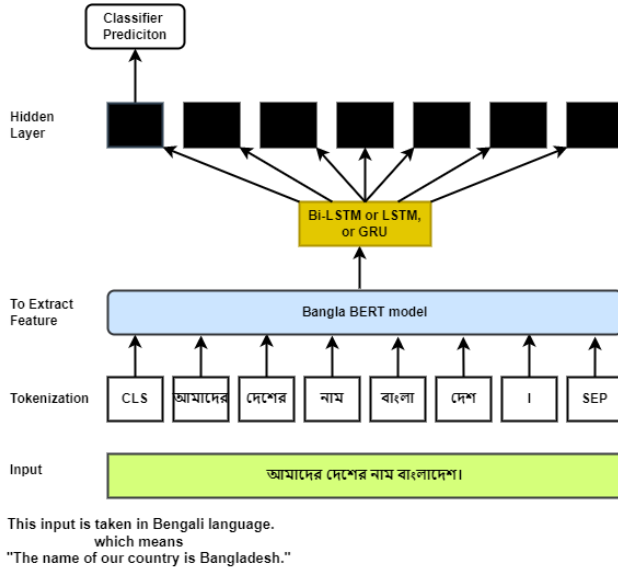 Classifier
Prediciton
Hidden
Layer
Bi-LSTM or LSTM,
or GRU
To Extract
Feature
Bangla BERT model
Tokenization
CLS আমাদের দেশের নাম বাংলা দেশ । SEP
Input
আমাদের দেশের নাম বাংলাদেশ।
This input is taken in Bengali language.
which means
"The name of our country is Bangladesh."